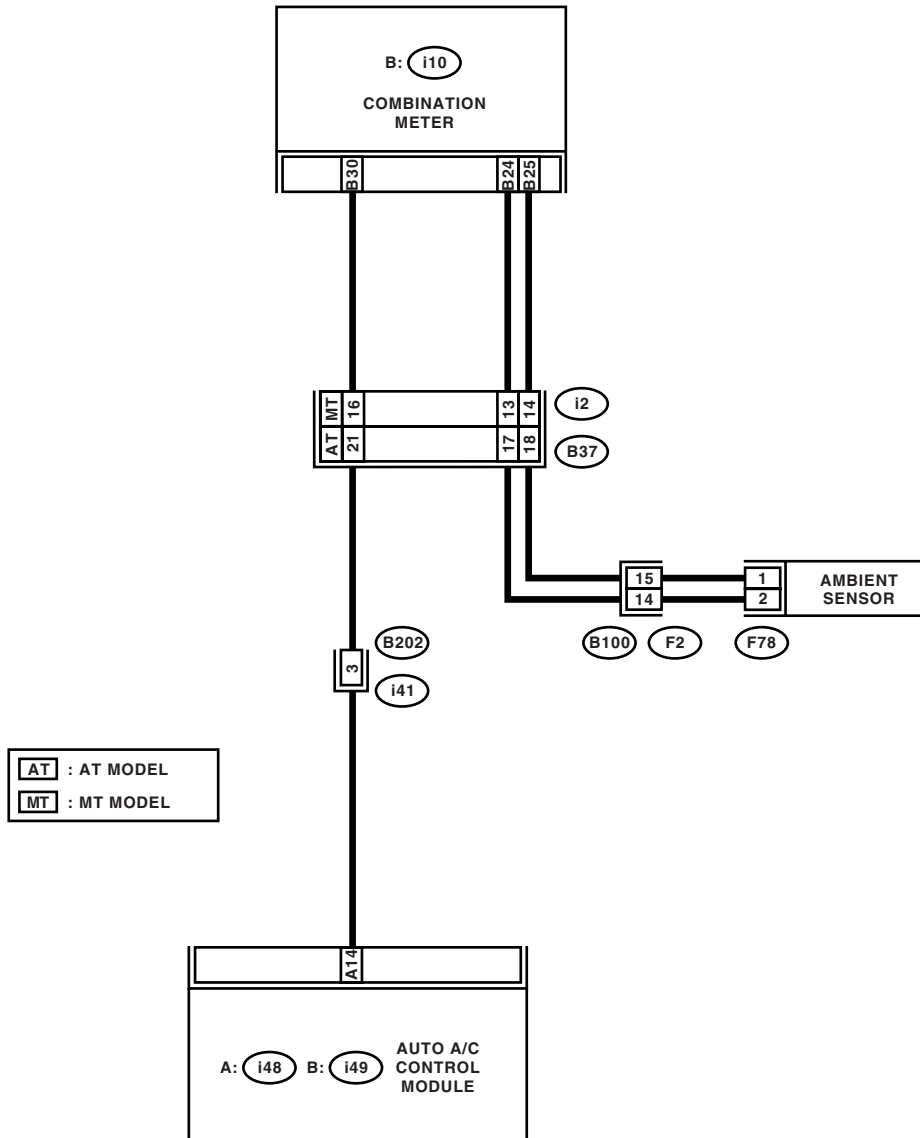 B: i10
COMBINATION
METER
B30
B24
B25
MT 16 13 14
i2
AT 21 17 18
B37
15 1
14 2
AMBIENT
SENSOR
B100 F2 F78
B202
3
i41
AT : AT MODEL
MT : MT MODEL
A14
A: i48 B: i49
AUTO A/C
CONTROL
MODULE